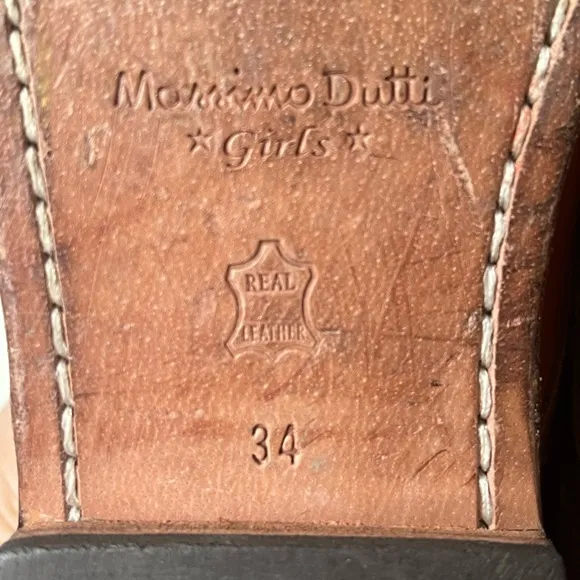 Massimo Dutti
Girls
REAL
LEATHER
34